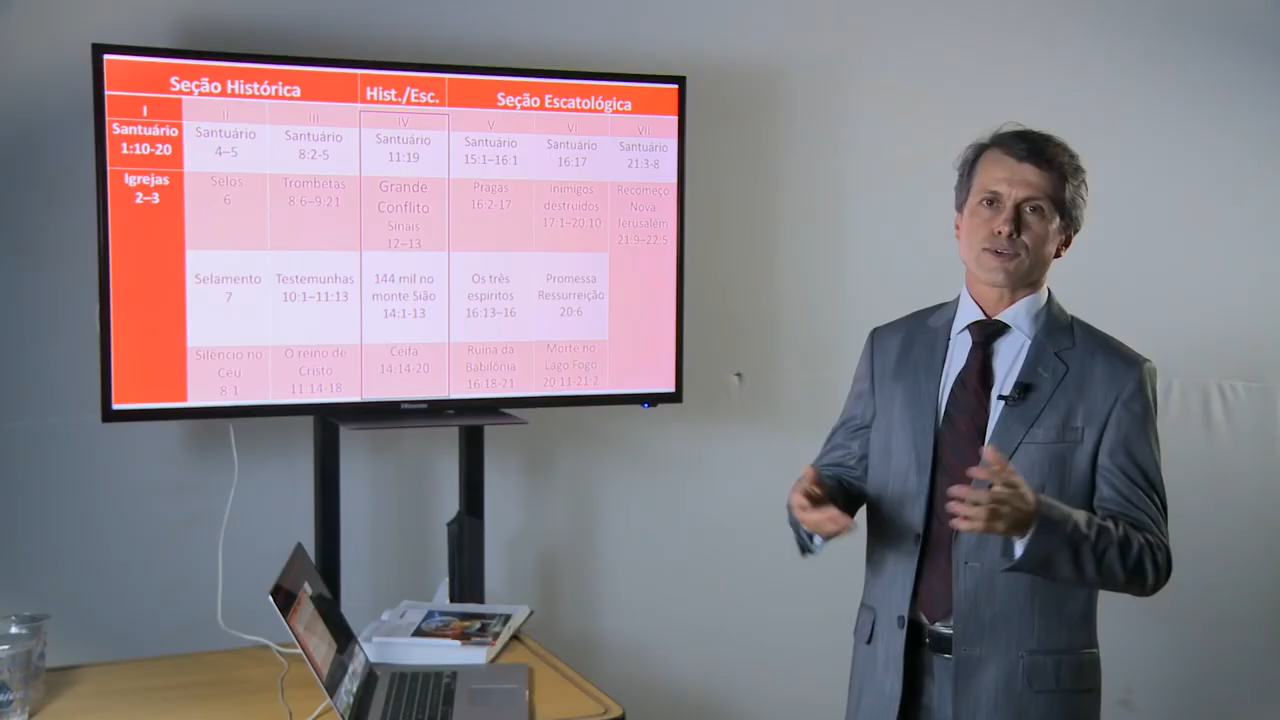 Seção Histórica Hist./Esc. Seção Escatológica
I II III IV V VI VII
Santuário Santuário Santuário Santuário Santuário Santuário Santuário
1:10-20 4–5 8:2-5 11:19 15:1–16:1 16:17 21:3-8
Igrejas
2–3
Selos
6
Trombetas
8:6–9:21
Grande
Conflito
Sinais
12–13
Pragas
16:2-17
Inimigos
destruídos
17:1–20:10
Recomeço
Nova
Jerusalém
21:9–22:5
Selamento
7
Testemunhas
10:1–11:13
144 mil no
monte Sião
14:1-13
Os três
espíritos
16:13–16
Promessa
Ressurreição
20:6
Silêncio no
Céu
8:1
O reino de
Cristo
11:14-18
Ceifa
14:14-20
Ruína da
Babilônia
16:18-21
Morte no
Lago Fogo
20:11-21:2
Hisense